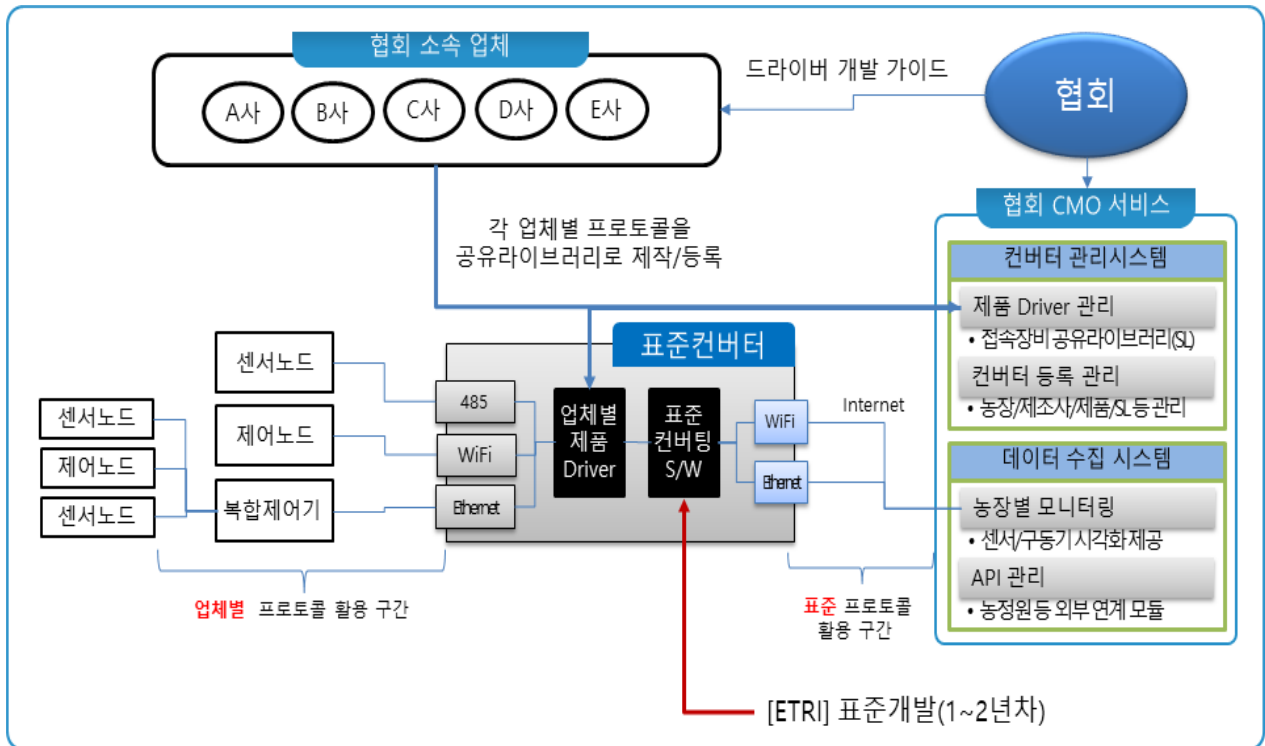 협회 소속 업체
A사
B사
C사
D사
E사
드라이버 개발 가이드
협회
각 업체별 프로토콜을
공유라이브러리로 제작/등록
협회 CMO 서비스
컨버터 관리시스템
제품 Driver 관리
• 접속장비 공유라이브러리(SL)
컨버터 등록 관리
• 농장/제조사/제품/SL등 관리
데이터 수집 시스템
농장별 모니터링
• 센서/구동기 시각화 제공
API 관리
• 농정원 등 외부 연계 모듈
표준컨버터
센서노드
제어노드
복합제어기
센서노드
제어노드
센서노드
485
WiFi
Ethernet
업체별
제품
Driver
표준
컨버팅
S/W
WiFi
Ethernet
Internet
업체별 프로토콜 활용 구간
표준 프로토콜
활용 구간
[ETRI] 표준개발(1~2년차)